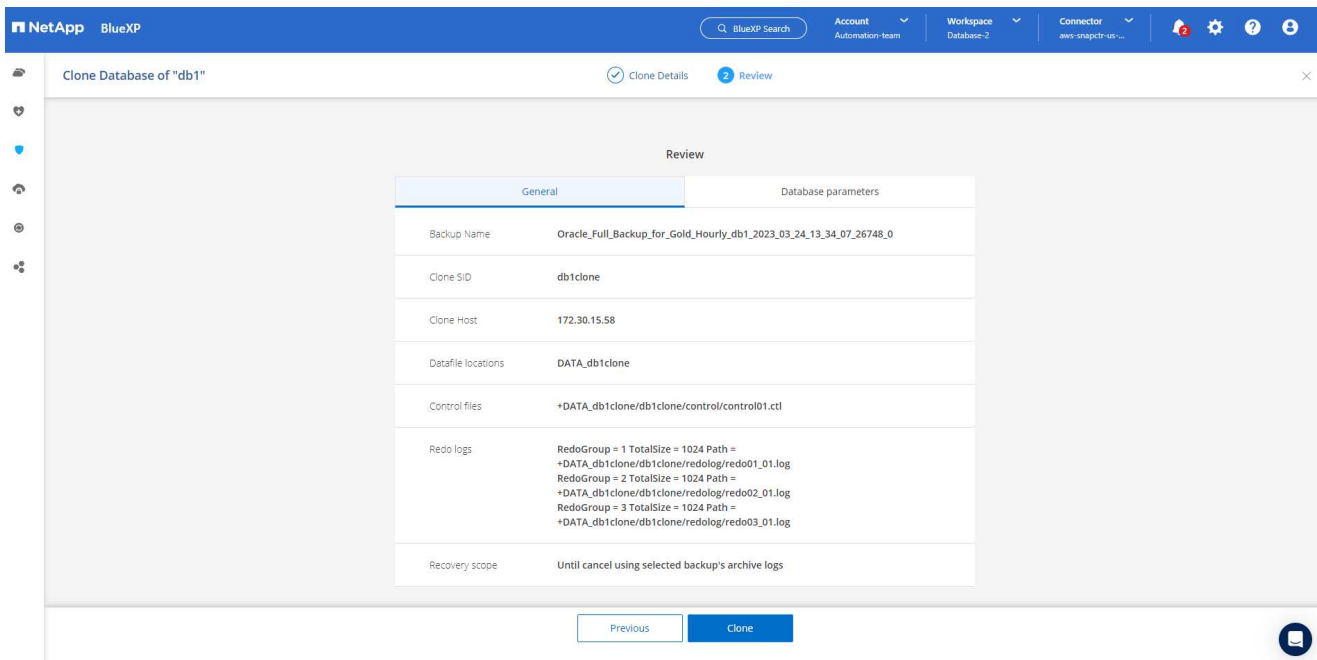 NetApp BlueXP
BlueXP Search
Account
Automation-team
Workspace
Database-2
Connector
aws-snapctr-us-...
2
Clone Database of "db1"
Clone Details
2 Review
Review
General
Database parameters
Backup Name Oracle_Full_Backup_for_Gold_Hourly_db1_2023_03_24_13_34_07_26748_0
Clone SID db1clone
Clone Host 172.30.15.58
Datafile locations DATA_db1clone
Control files +DATA_db1clone/db1clone/control/control01.ctl
Redo logs RedoGroup = 1 TotalSize = 1024 Path =
+DATA_db1clone/db1clone/redolog/redo01_01.log
RedoGroup = 2 TotalSize = 1024 Path =
+DATA_db1clone/db1clone/redolog/redo02_01.log
RedoGroup = 3 TotalSize = 1024 Path =
+DATA_db1clone/db1clone/redolog/redo03_01.log
Recovery scope Until cancel using selected backup's archive logs
Previous
Clone